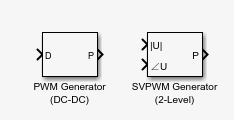 D P
|U| P
∠U
PWM Generator
(DC-DC)
SVPWM Generator
(2-Level)